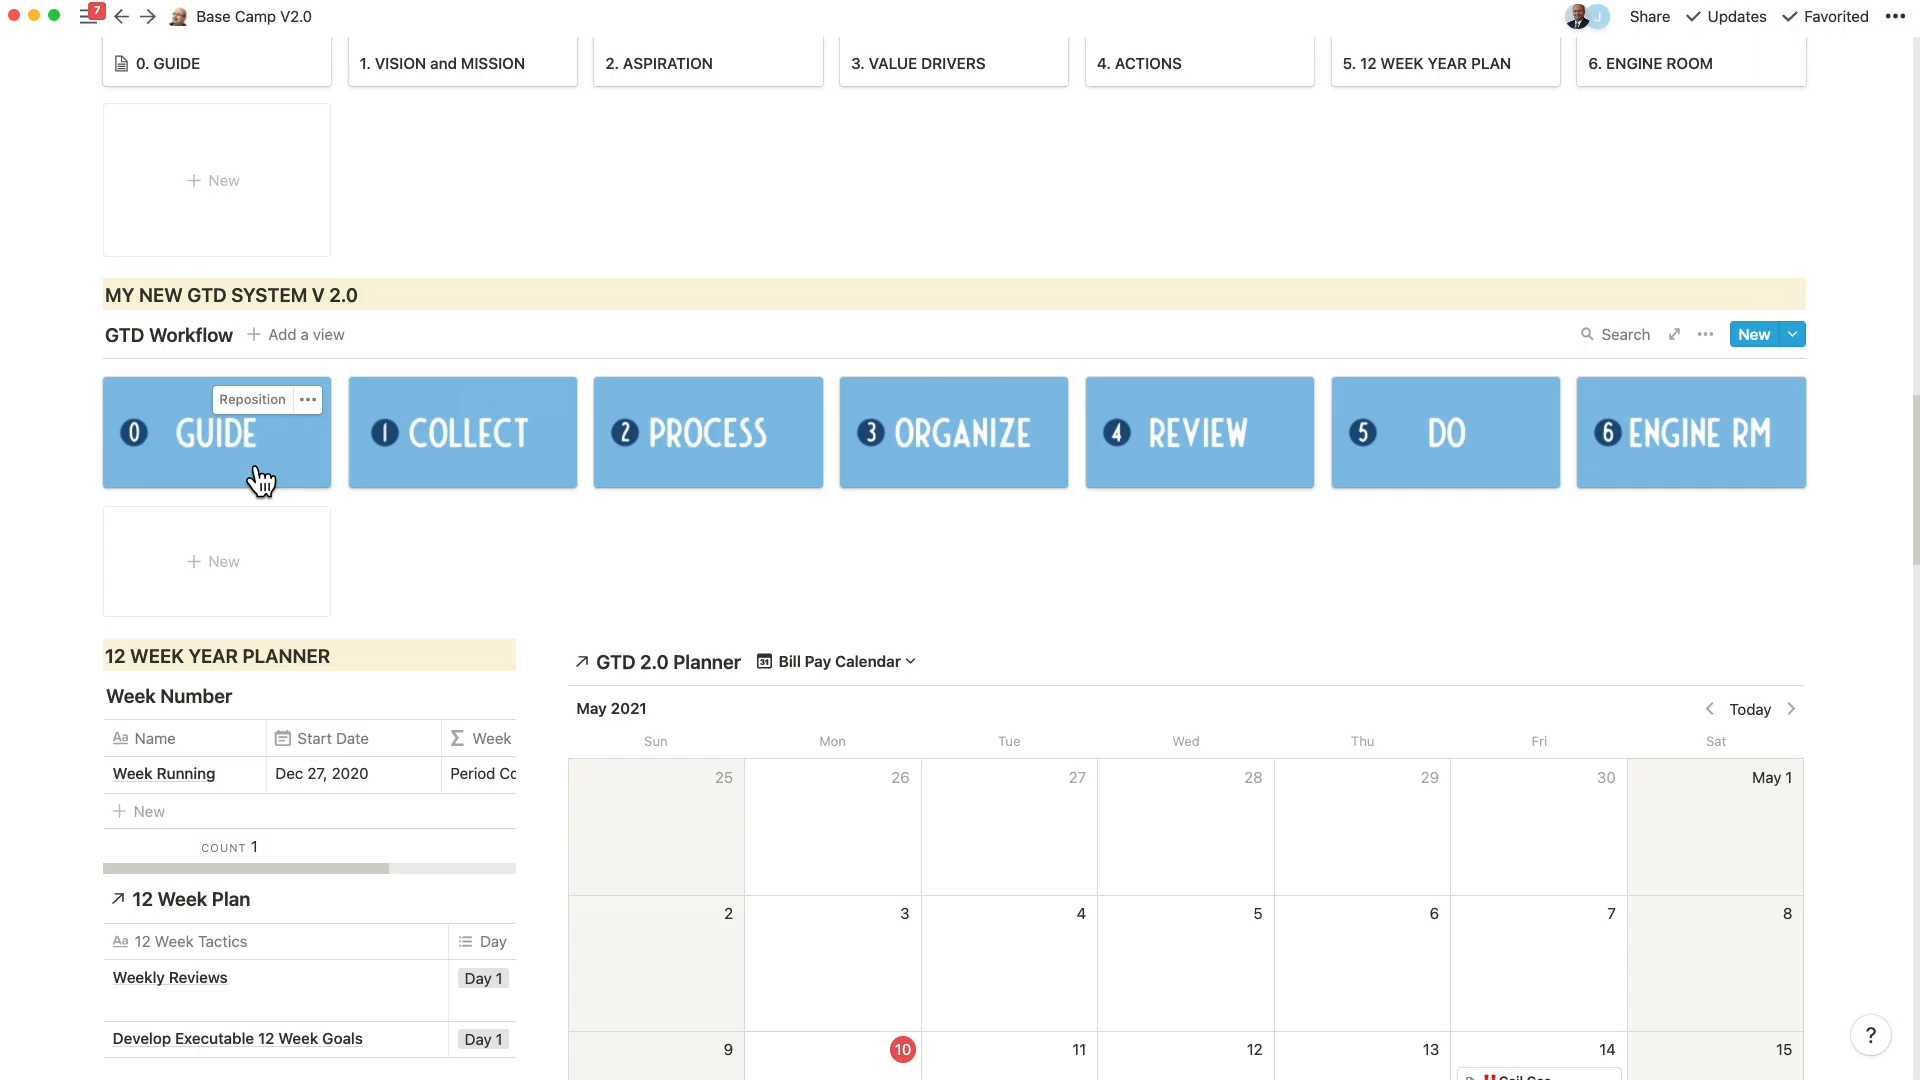 7
Base Camp V2.0
J
Share
Updates
Favorited
0. GUIDE
1. VISION and MISSION
2. ASPIRATION
3. VALUE DRIVERS
4. ACTIONS
5. 12 WEEK YEAR PLAN
6. ENGINE ROOM
+ New
MY NEW GTD SYSTEM V 2.0
GTD Workflow
+ Add a view
Search
New
Reposition
0 GUIDE
1 COLLECT
2 PROCESS
3 ORGANIZE
4 REVIEW
5 DO
6 ENGINE RM
+ New
12 WEEK YEAR PLANNER
Week Number
Aa Name
Start Date
Σ Week
Week Running
Dec 27, 2020
Period Co
+ New
COUNT 1
12 Week Plan
Aa 12 Week Tactics
Day
Weekly Reviews
Day 1
Develop Executable 12 Week Goals
Day 1
GTD 2.0 Planner
31 Bill Pay Calendar
May 2021
Today
Sun Mon Tue Wed Thu Fri Sat
25 26 27 28 29 30 May 1
2 3 4 5 6 7 8
9 10 11 12 13 14 15
?